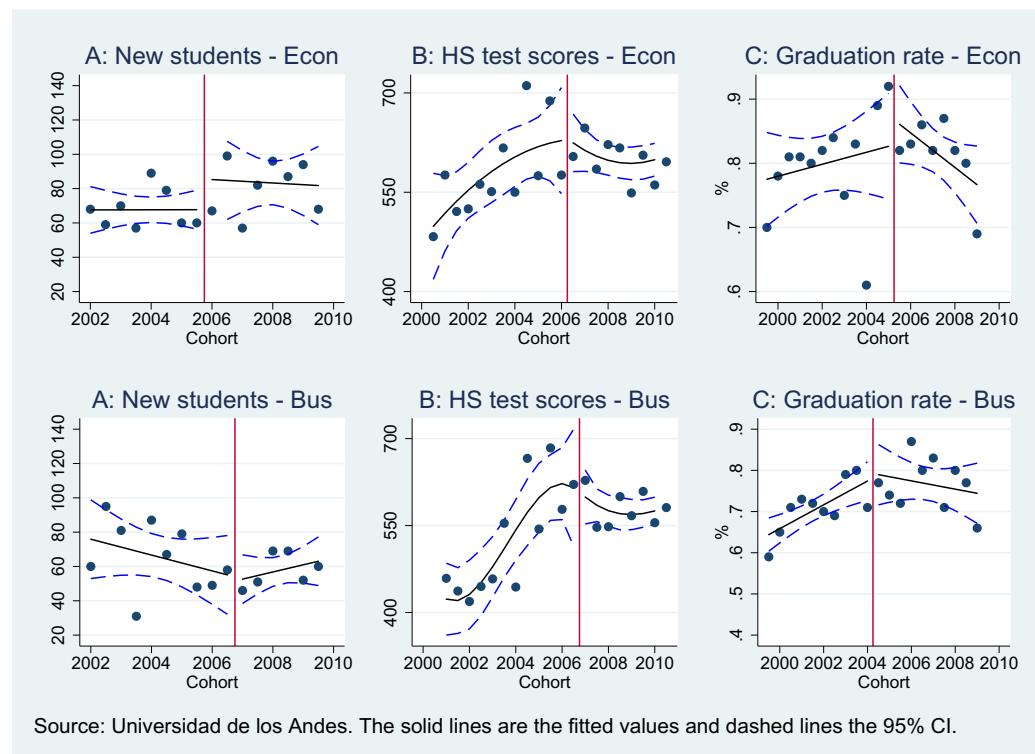 A: New students - Econ
140
120
100
80
60
40
20
2002 2004 2006 2008 2010
Cohort
B: HS test scores - Econ
700
550
400
2000 2002 2004 2006 2008 2010
Cohort
C: Graduation rate - Econ
%
.9
.8
.7
.6
2000 2002 2004 2006 2008 2010
Cohort
A: New students - Bus
140
120
100
80
60
40
20
2002 2004 2006 2008 2010
Cohort
B: HS test scores - Bus
700
550
400
2000 2002 2004 2006 2008 2010
Cohort
C: Graduation rate - Bus
%
.9
.8
.7
.6
.5
.4
2000 2002 2004 2006 2008 2010
Cohort
Source: Universidad de los Andes. The solid lines are the fitted values and dashed lines the 95% CI.